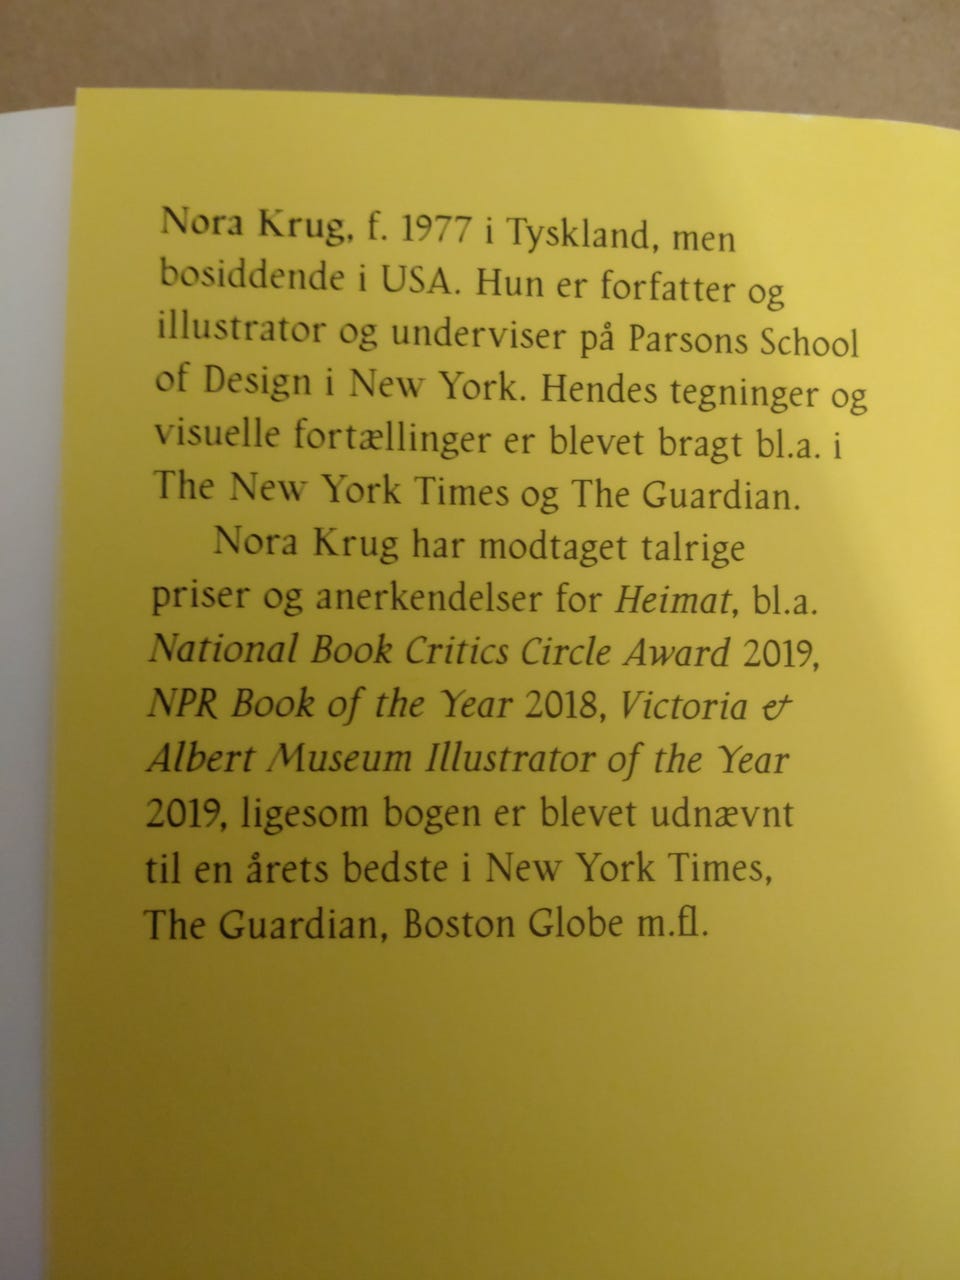 Nora Krug, f. 1977 i Tyskland, men
bosiddende i USA. Hun er forfatter og
illustrator og underviser på Parsons School
of Design i New York. Hendes tegninger og
visuelle fortællinger er blevet bragt bl.a. i
The New York Times og The Guardian.
Nora Krug har modtaget talrige
priser og anerkendelser for Heimat, bl.a.
National Book Critics Circle Award 2019,
NPR Book of the Year 2018, Victoria &
Albert Museum Illustrator of the Year
2019, ligesom bogen er blevet udnævnt
til en årets bedste i New York Times,
The Guardian, Boston Globe m.fl.